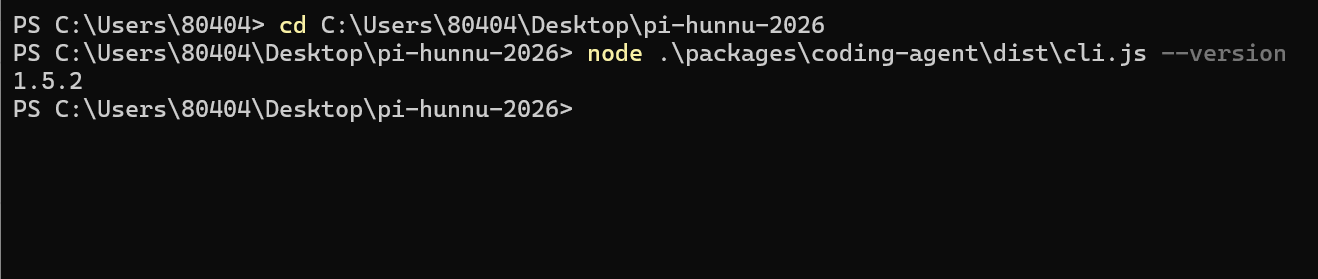 PS C:\Users\80404> cd C:\Users\80404\Desktop\pi-hunnu-2026
PS C:\Users\80404\Desktop\pi-hunnu-2026> node .\packages\coding-agent\dist\cli.js --version
1.5.2
PS C:\Users\80404\Desktop\pi-hunnu-2026>